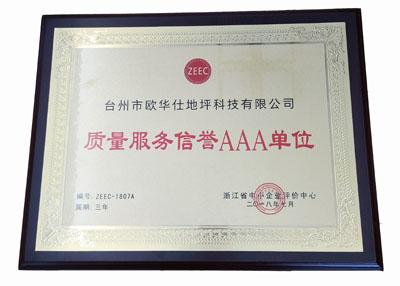 ZEEC
台州市欧华仕地坪科技有限公司
质量服务信誉AAA单位
编号:ZEEC-1807A
届期:三年
浙江省中小企业评价中心
二〇一八年七月